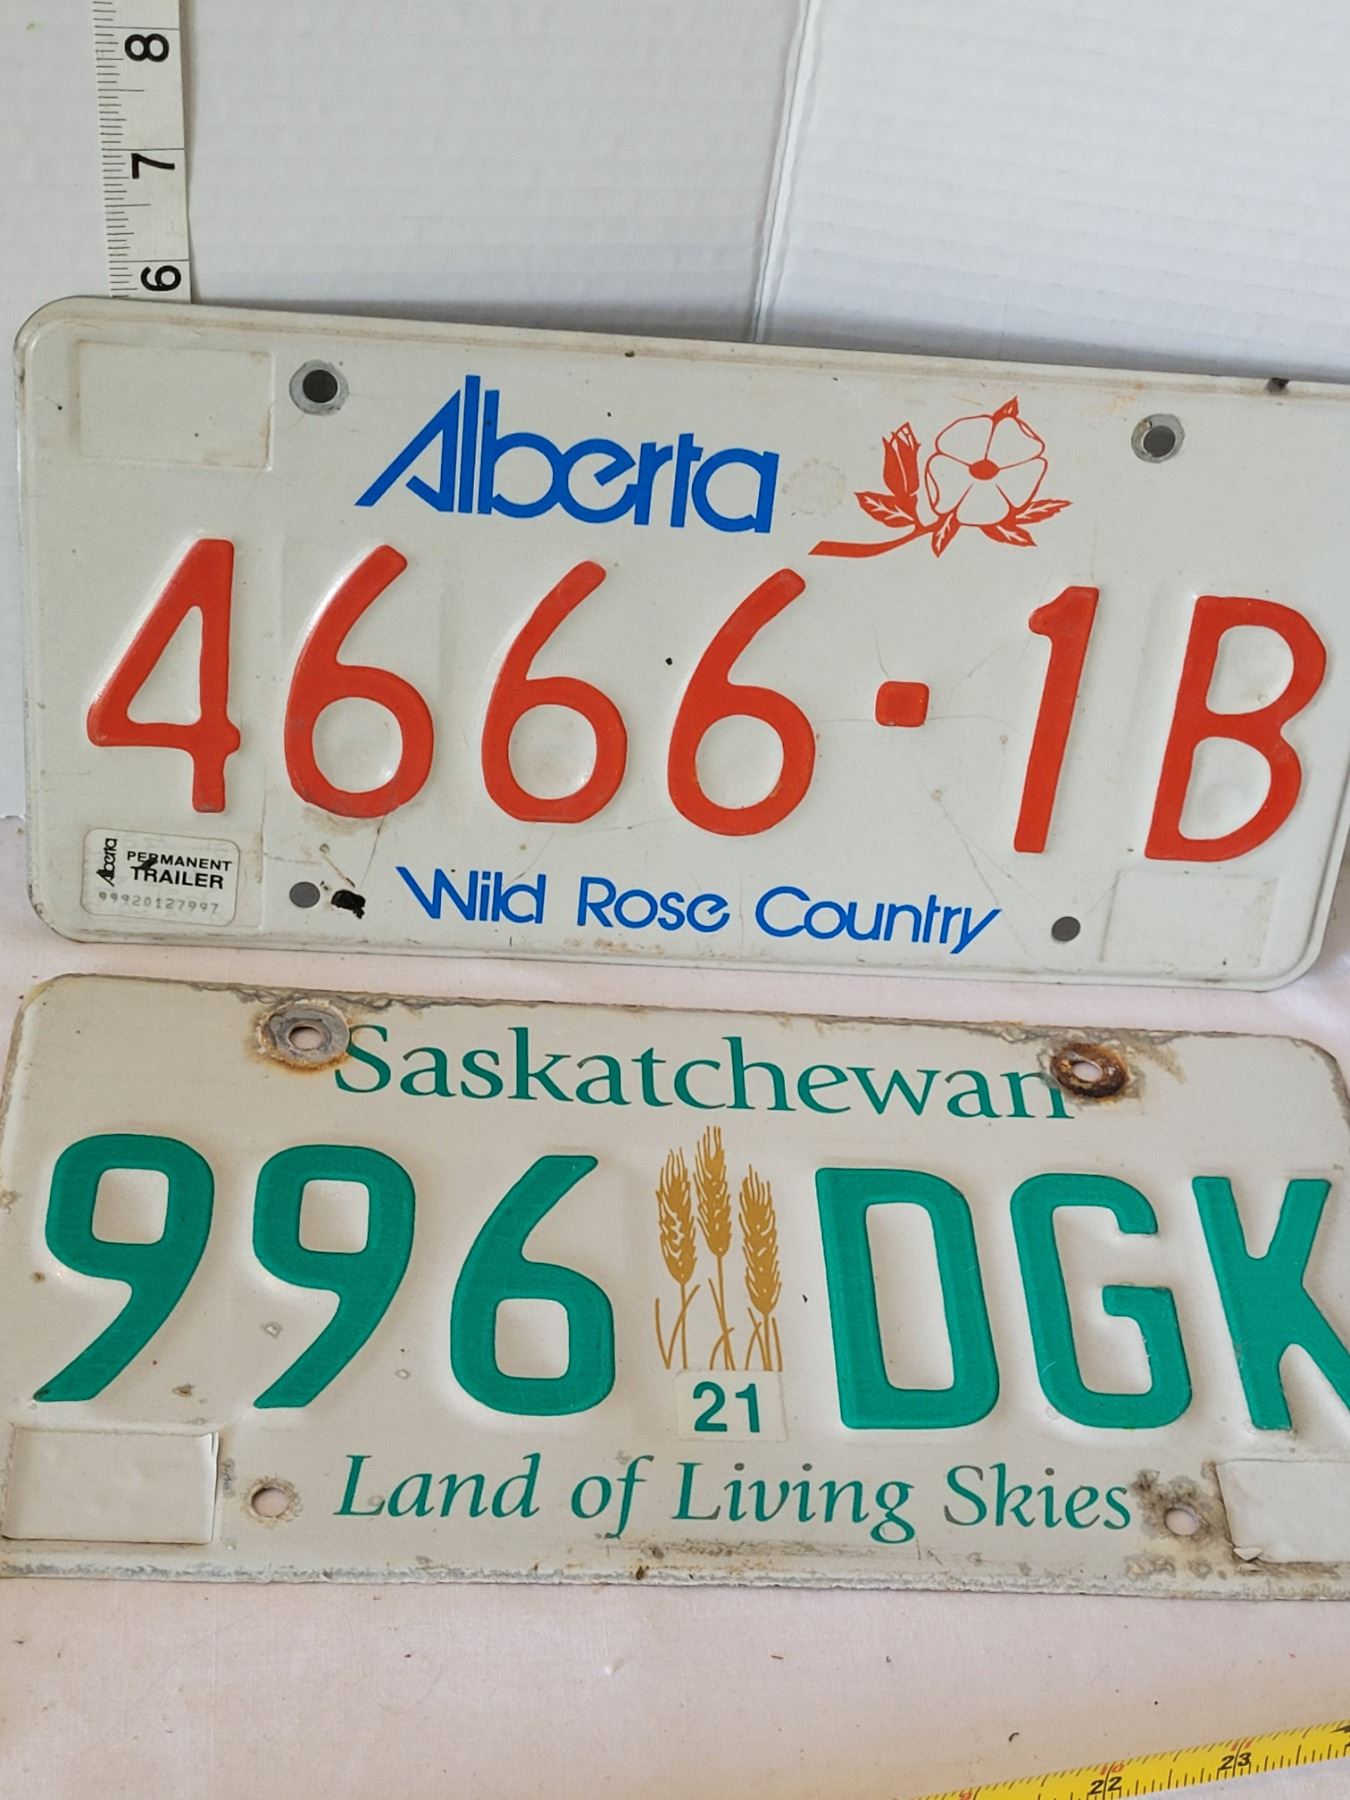 8
7
6
Alberta
4666·1B
Alberta
PERMANENT
TRAILER
99920127997
Wild Rose Country
Saskatchewan
996 DGK
21
Land of Living Skies
22 23